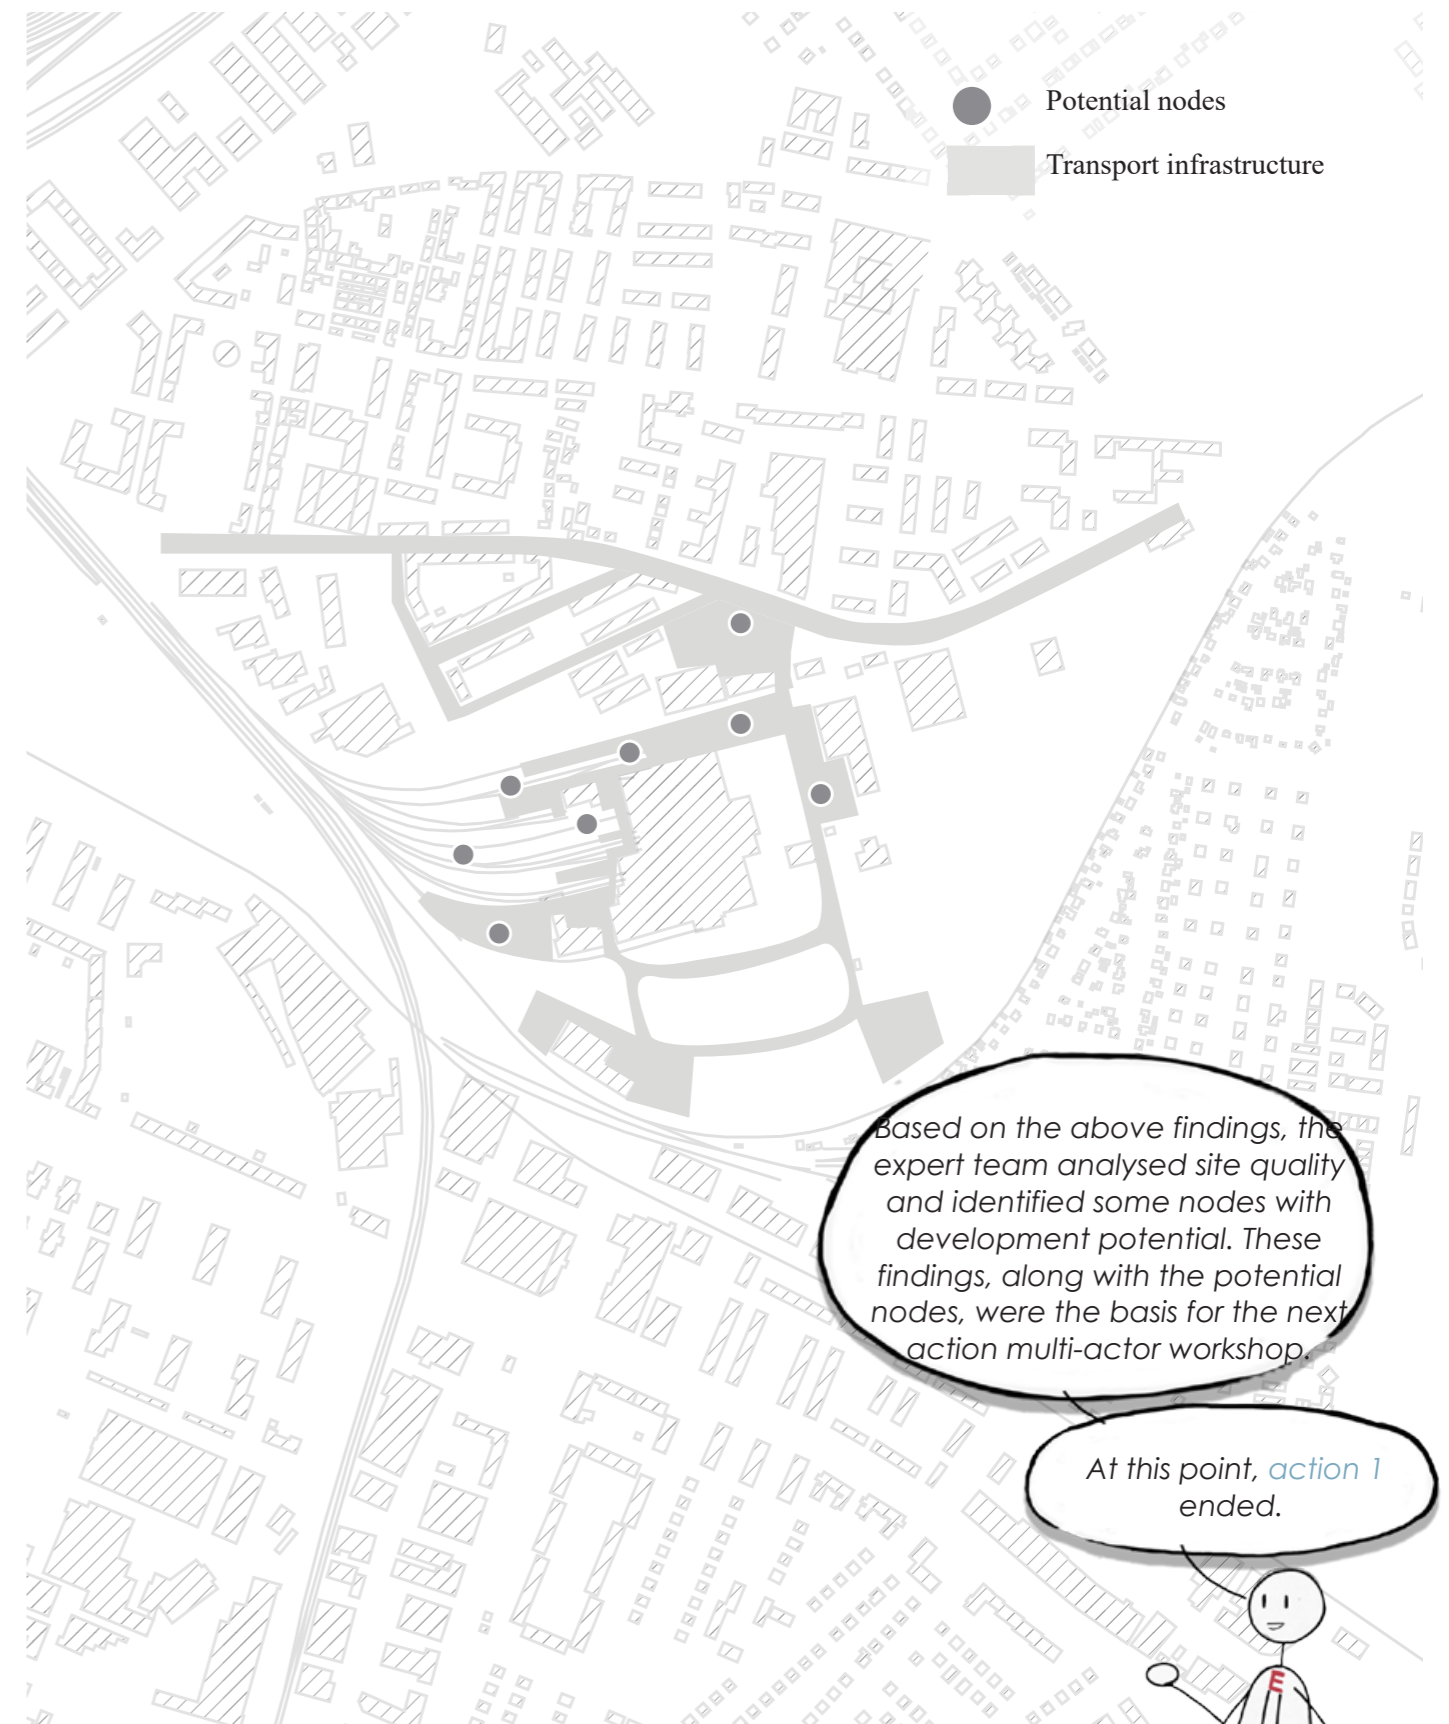 Potential nodes
Transport infrastructure
Based on the above findings, the
expert team analysed site quality
and identified some nodes with
development potential. These
findings, along with the potential
nodes, were the basis for the next
action multi-actor workshop.
At this point, action 1
ended.
E